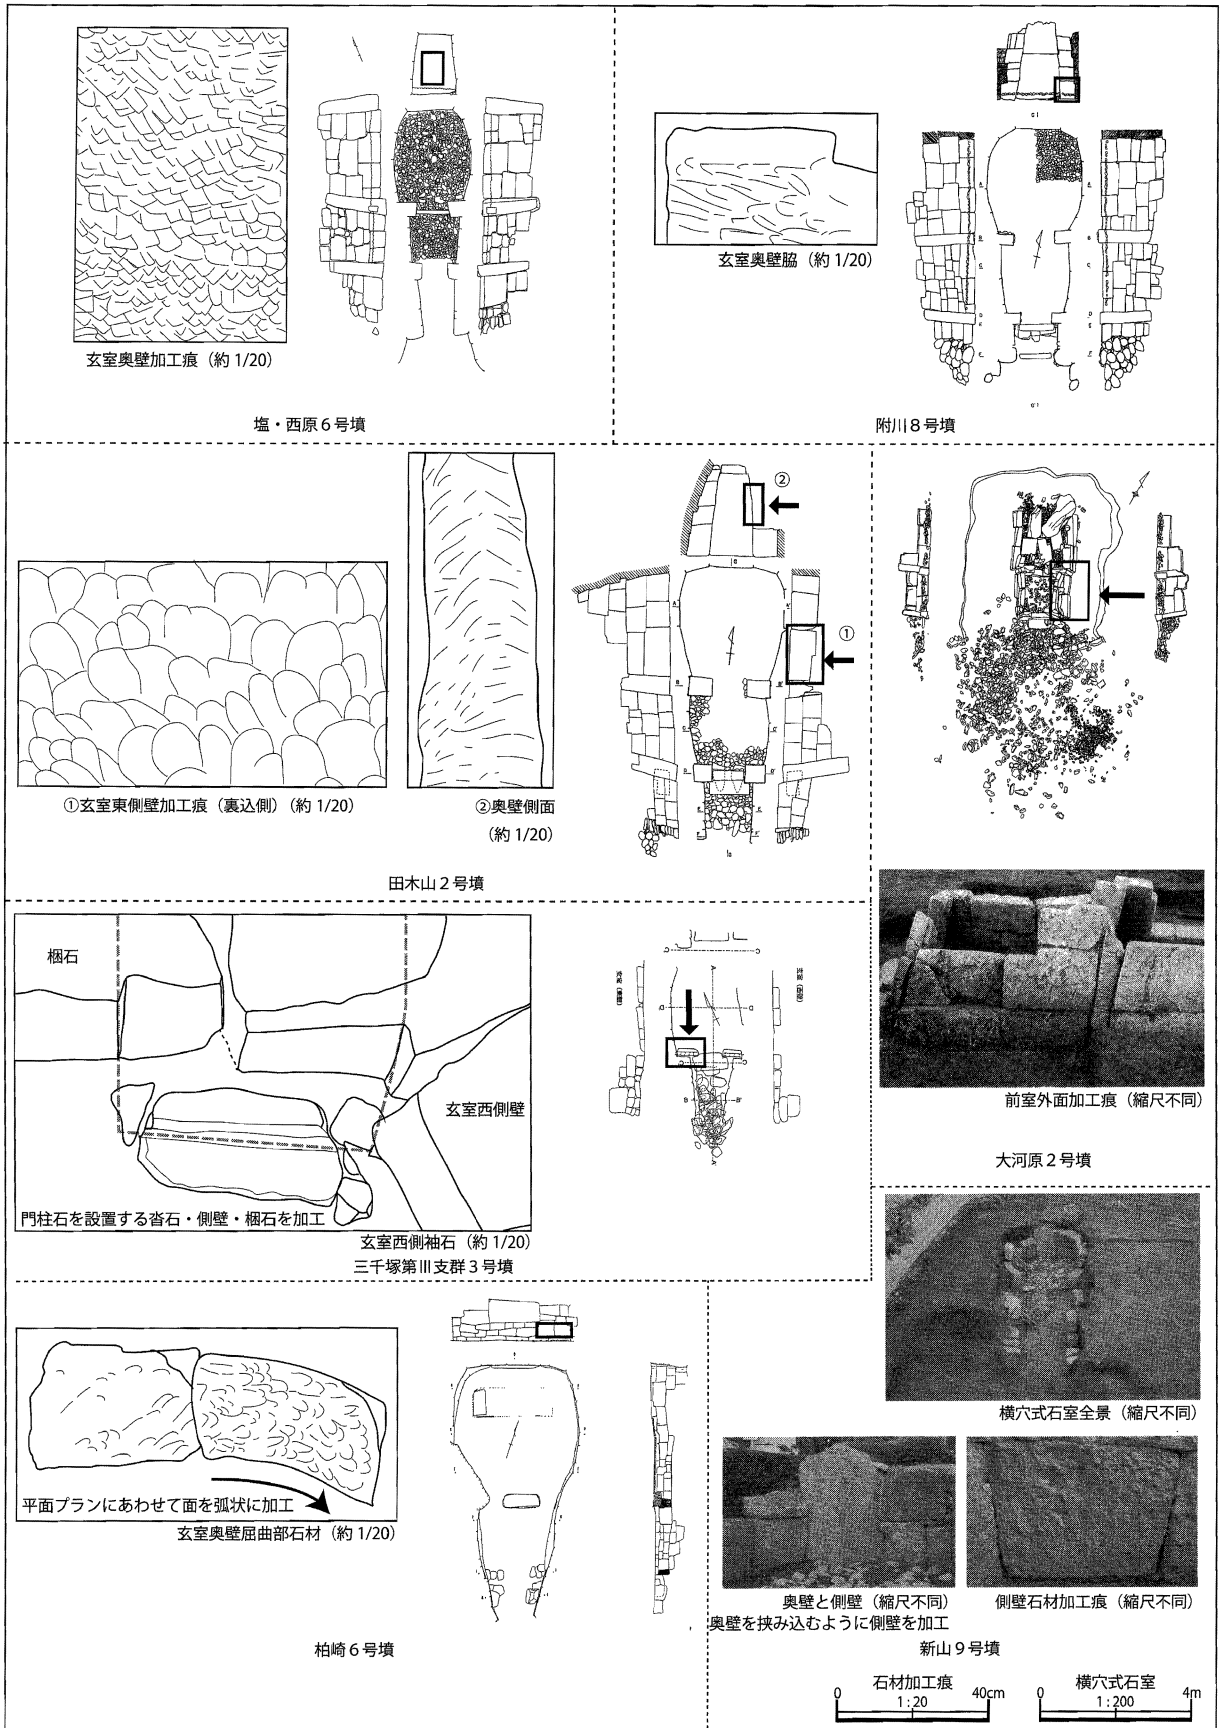 玄室奥壁加工痕（約 1/20）
塩・西原６号墳
玄室奥壁脇（約 1/20）
附川８号墳
①
②
①玄室東側壁加工痕（裏込側）（約 1/20）
②奥壁側面
（約 1/20）
田木山２号墳
前室外面加工痕（縮尺不同）
大河原２号墳
梱石
玄室西側壁
門柱石を設置する沓石・側壁・梱石を加工
玄室西側袖石（約 1/20）
三千塚第Ⅲ支群３号墳
平面プランにあわせて面を弧状に加工
玄室奥壁屈曲部石材（約 1/20）
柏崎６号墳
横穴式石室全景（縮尺不同）
奥壁と側壁（縮尺不同）
奥壁を挟み込むように側壁を加工
側壁石材加工痕（縮尺不同）
新山９号墳
石材加工痕
0 1:20 40cm
横穴式石室
0 1:200 4m